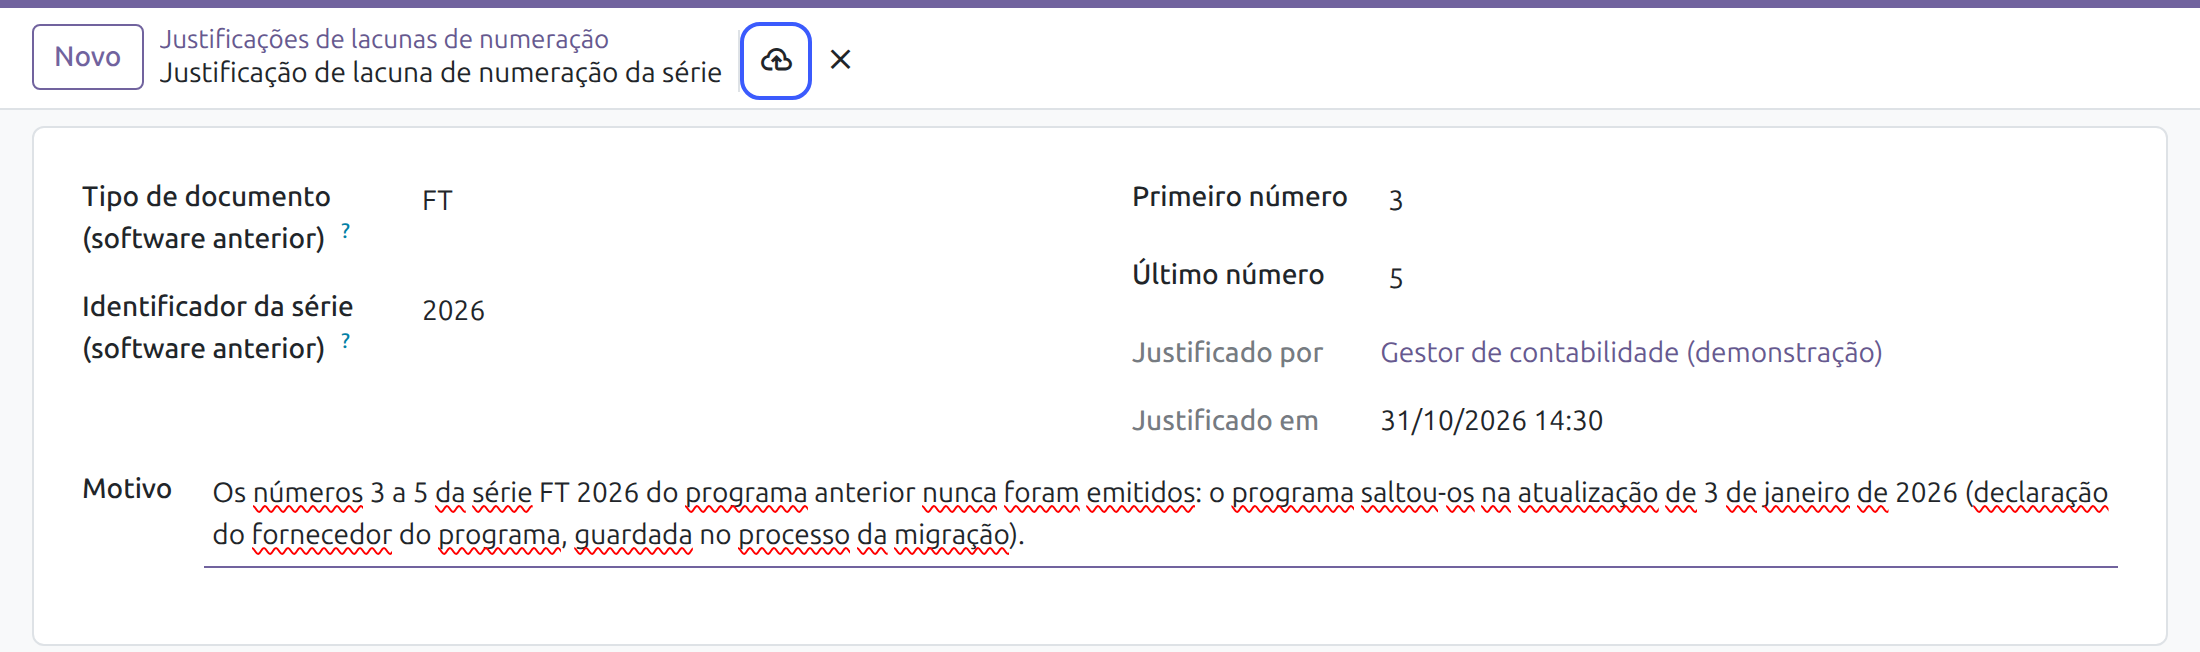 Novo
Justificações de lacunas de numeração
Justificação de lacuna de numeração da série
Tipo de documento
(software anterior) ?
FT
Identificador da série
(software anterior) ?
2026
Primeiro número
3
Último número
5
Justificado por
Gestor de contabilidade (demonstração)
Justificado em
31/10/2026 14:30
Motivo
Os números 3 a 5 da série FT 2026 do programa anterior nunca foram emitidos: o programa saltou-os na atualização de 3 de janeiro de 2026 (declaração
do fornecedor do programa, guardada no processo da migração).